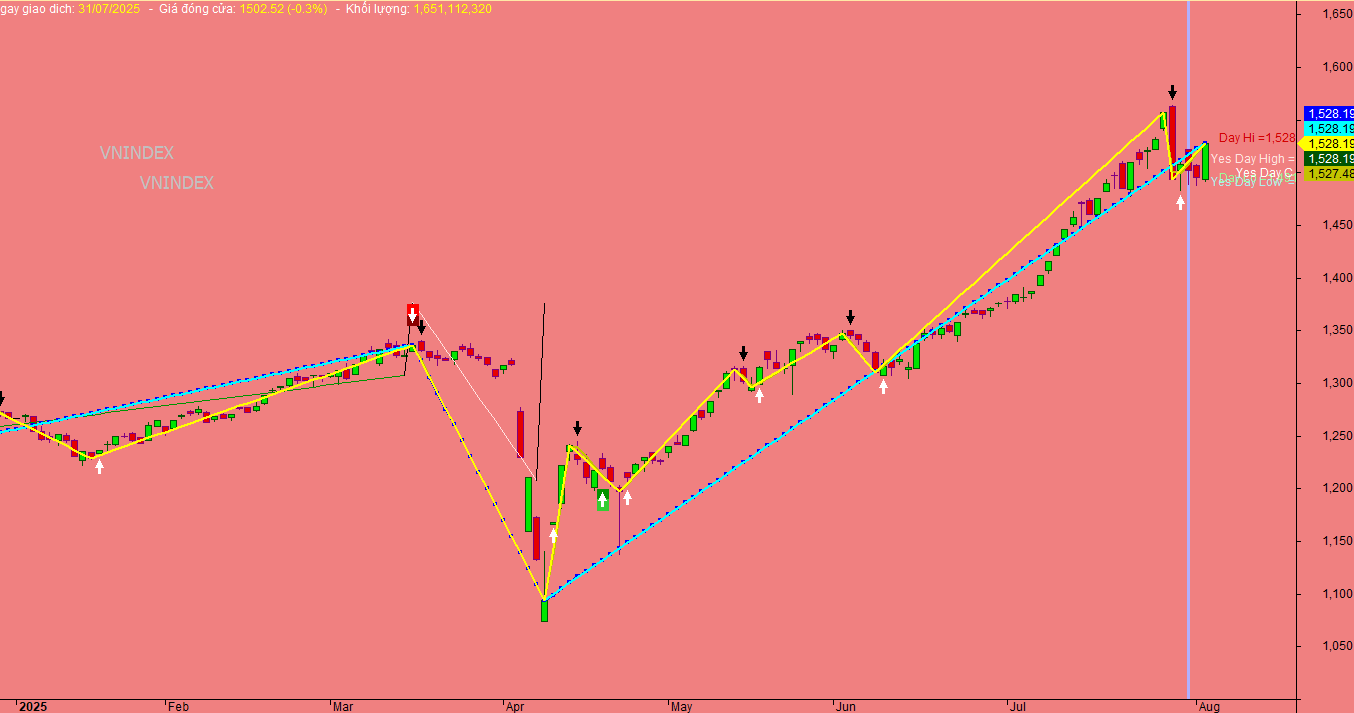 gay giao dich: 31/07/2025 - Giá đóng cửa: 1502.52 (-0.3%) - Khối lượng: 1,651,112,320
1,650
1,600
1,528.19
1,528.19
Day Hi =1,528
1,528.19
VNINDEX
Yes Day High =
1,528.19
Yes Day C
1,527.48
Yes Day Low =
VNINDEX
1,450
1,400
1,350
1,300
1,250
1,200
1,150
1,100
1,050
2025 Feb Mar Apr May Jun Jul Aug